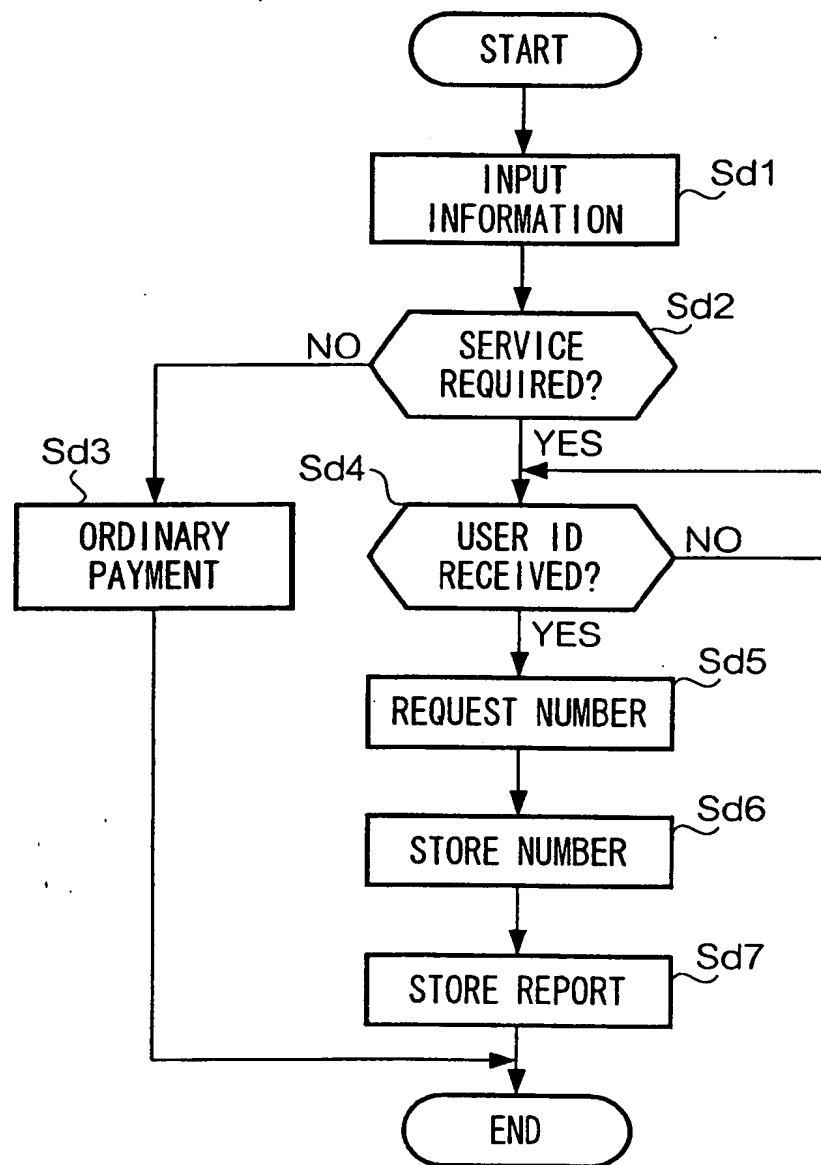 START
INPUT
INFORMATION
Sd1
SERVICE
REQUIRED?
Sd2
NO
YES
Sd3
ORDINARY
PAYMENT
Sd4
USER ID
RECEIVED?
NO
YES
REQUEST NUMBER
Sd5
STORE NUMBER
Sd6
STORE REPORT
Sd7
END